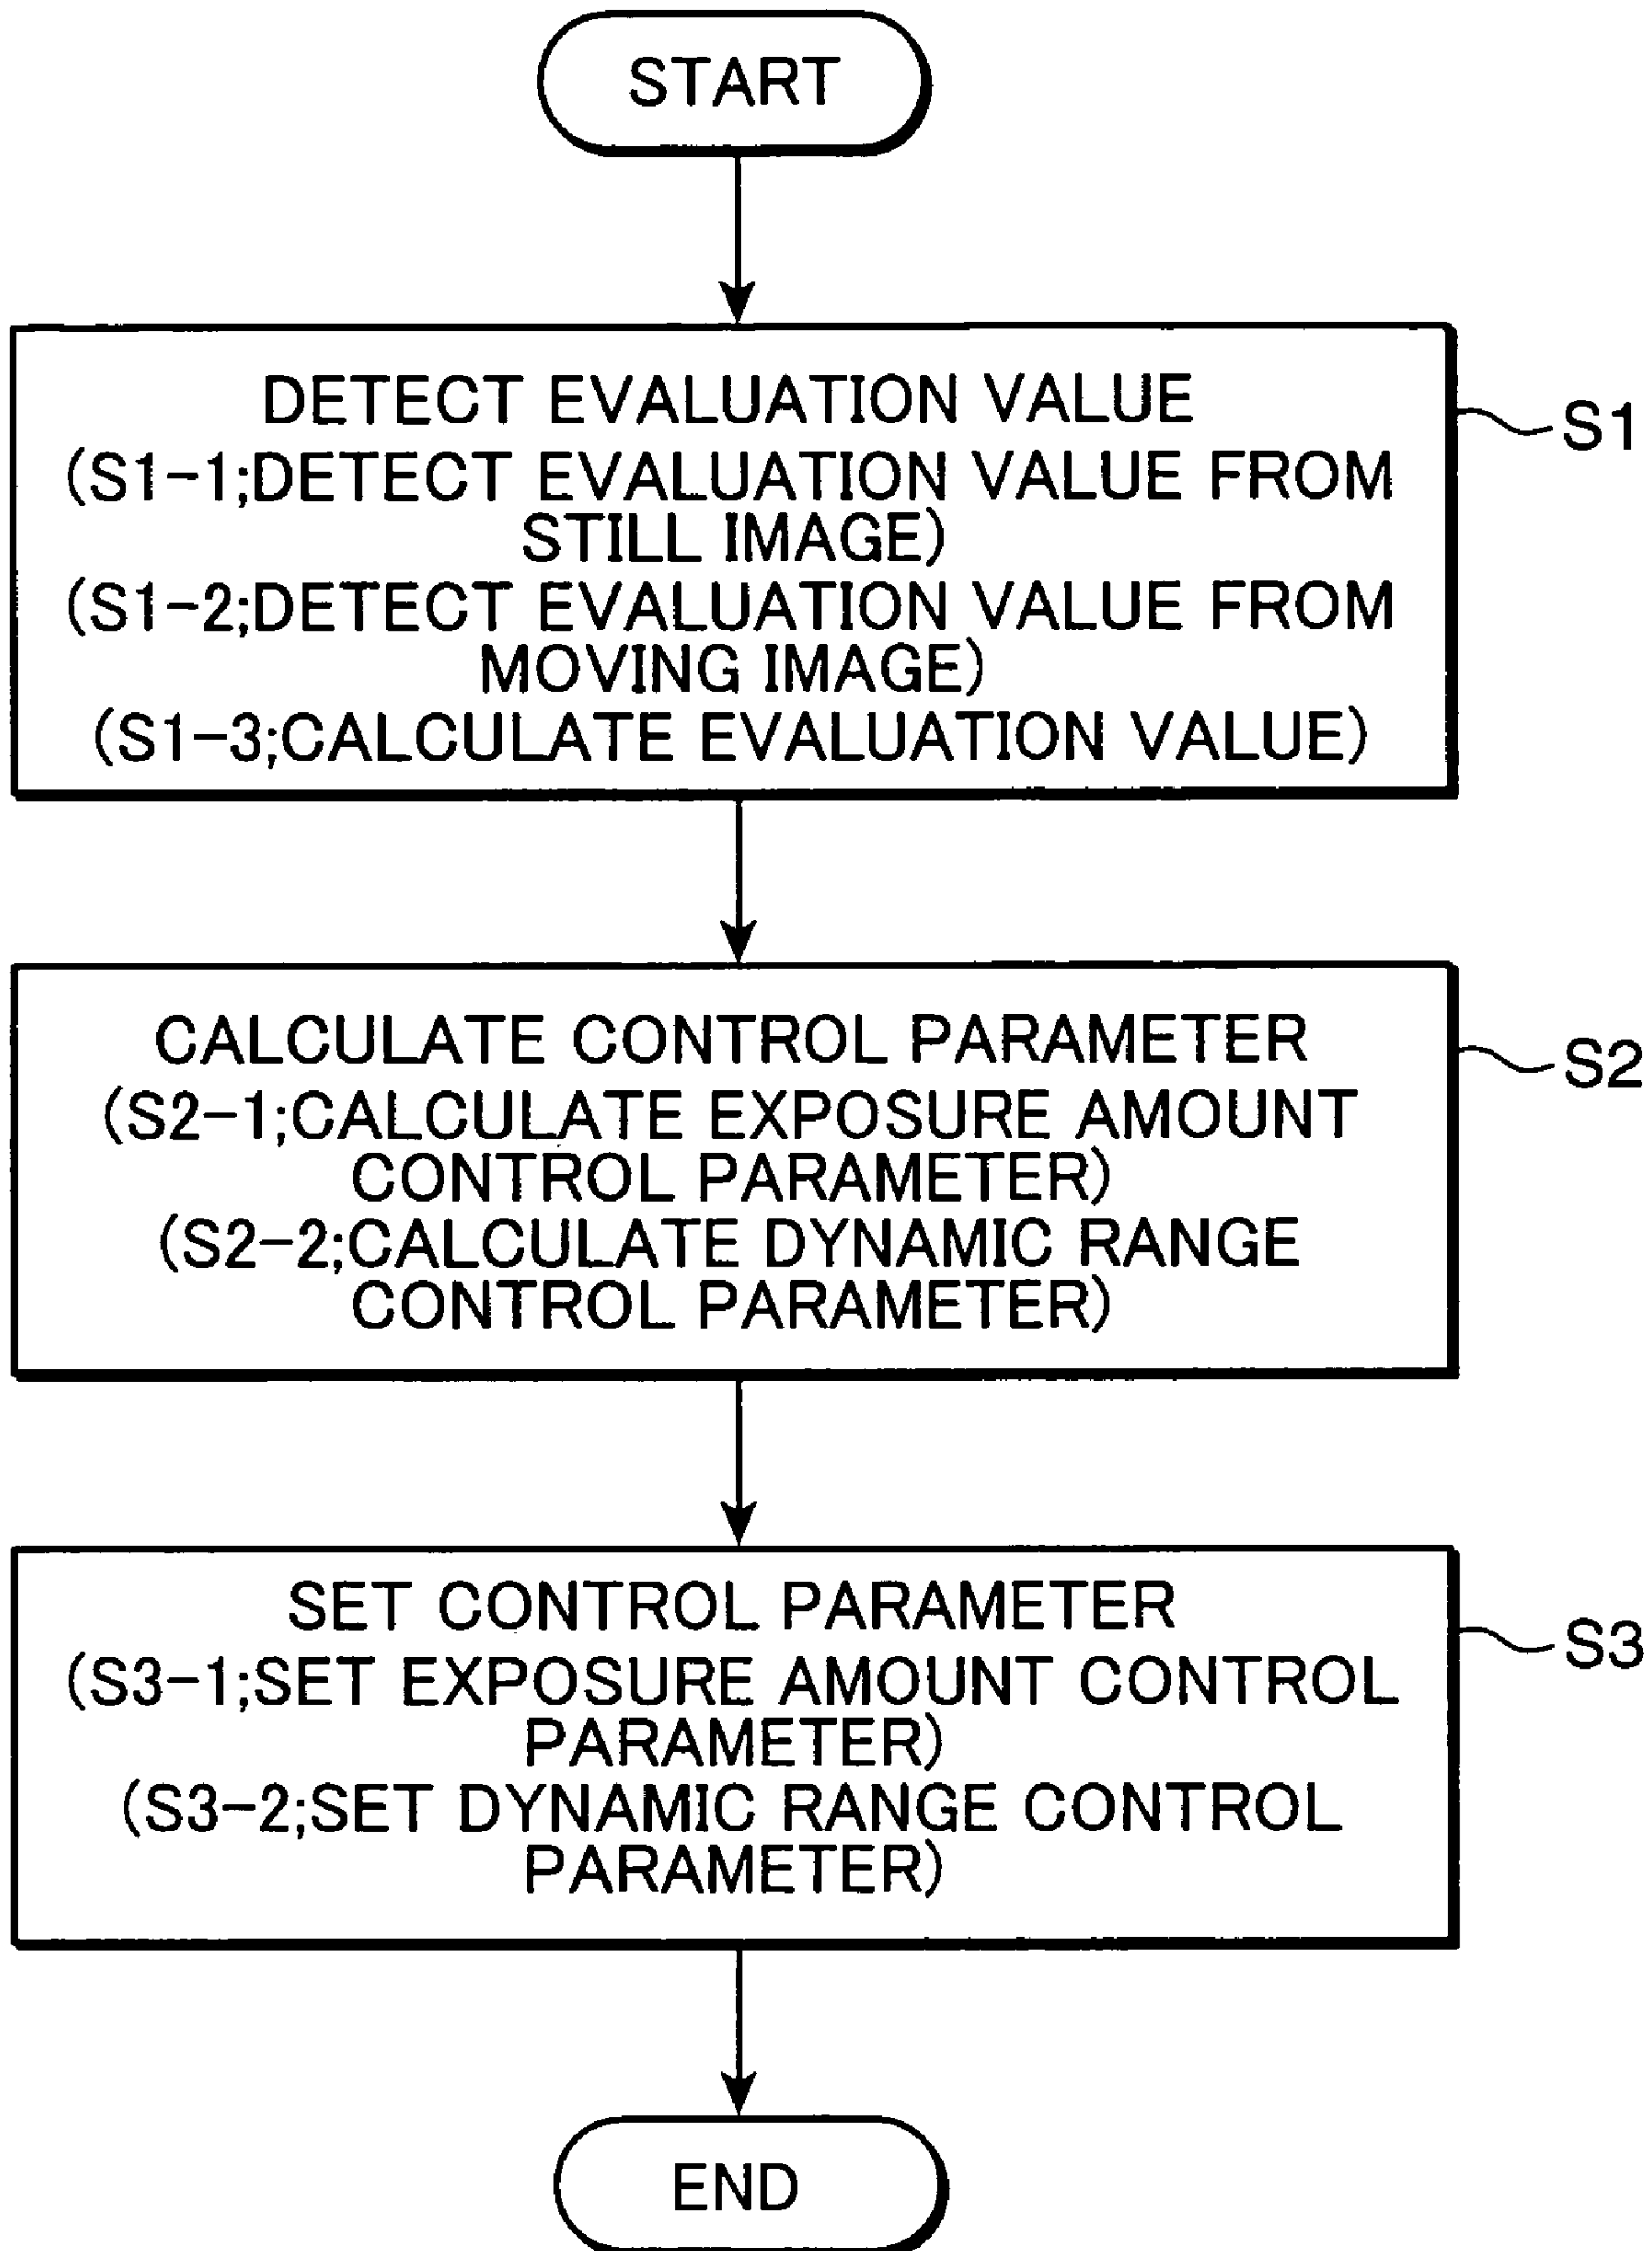 START
DETECT EVALUATION VALUE
(S1-1;DETECT EVALUATION VALUE FROM
STILL IMAGE)
(S1-2;DETECT EVALUATION VALUE FROM
MOVING IMAGE)
(S1-3;CALCULATE EVALUATION VALUE)
S1
CALCULATE CONTROL PARAMETER
(S2-1;CALCULATE EXPOSURE AMOUNT
CONTROL PARAMETER)
(S2-2;CALCULATE DYNAMIC RANGE
CONTROL PARAMETER)
S2
SET CONTROL PARAMETER
(S3-1;SET EXPOSURE AMOUNT CONTROL
PARAMETER)
(S3-2;SET DYNAMIC RANGE CONTROL
PARAMETER)
S3
END